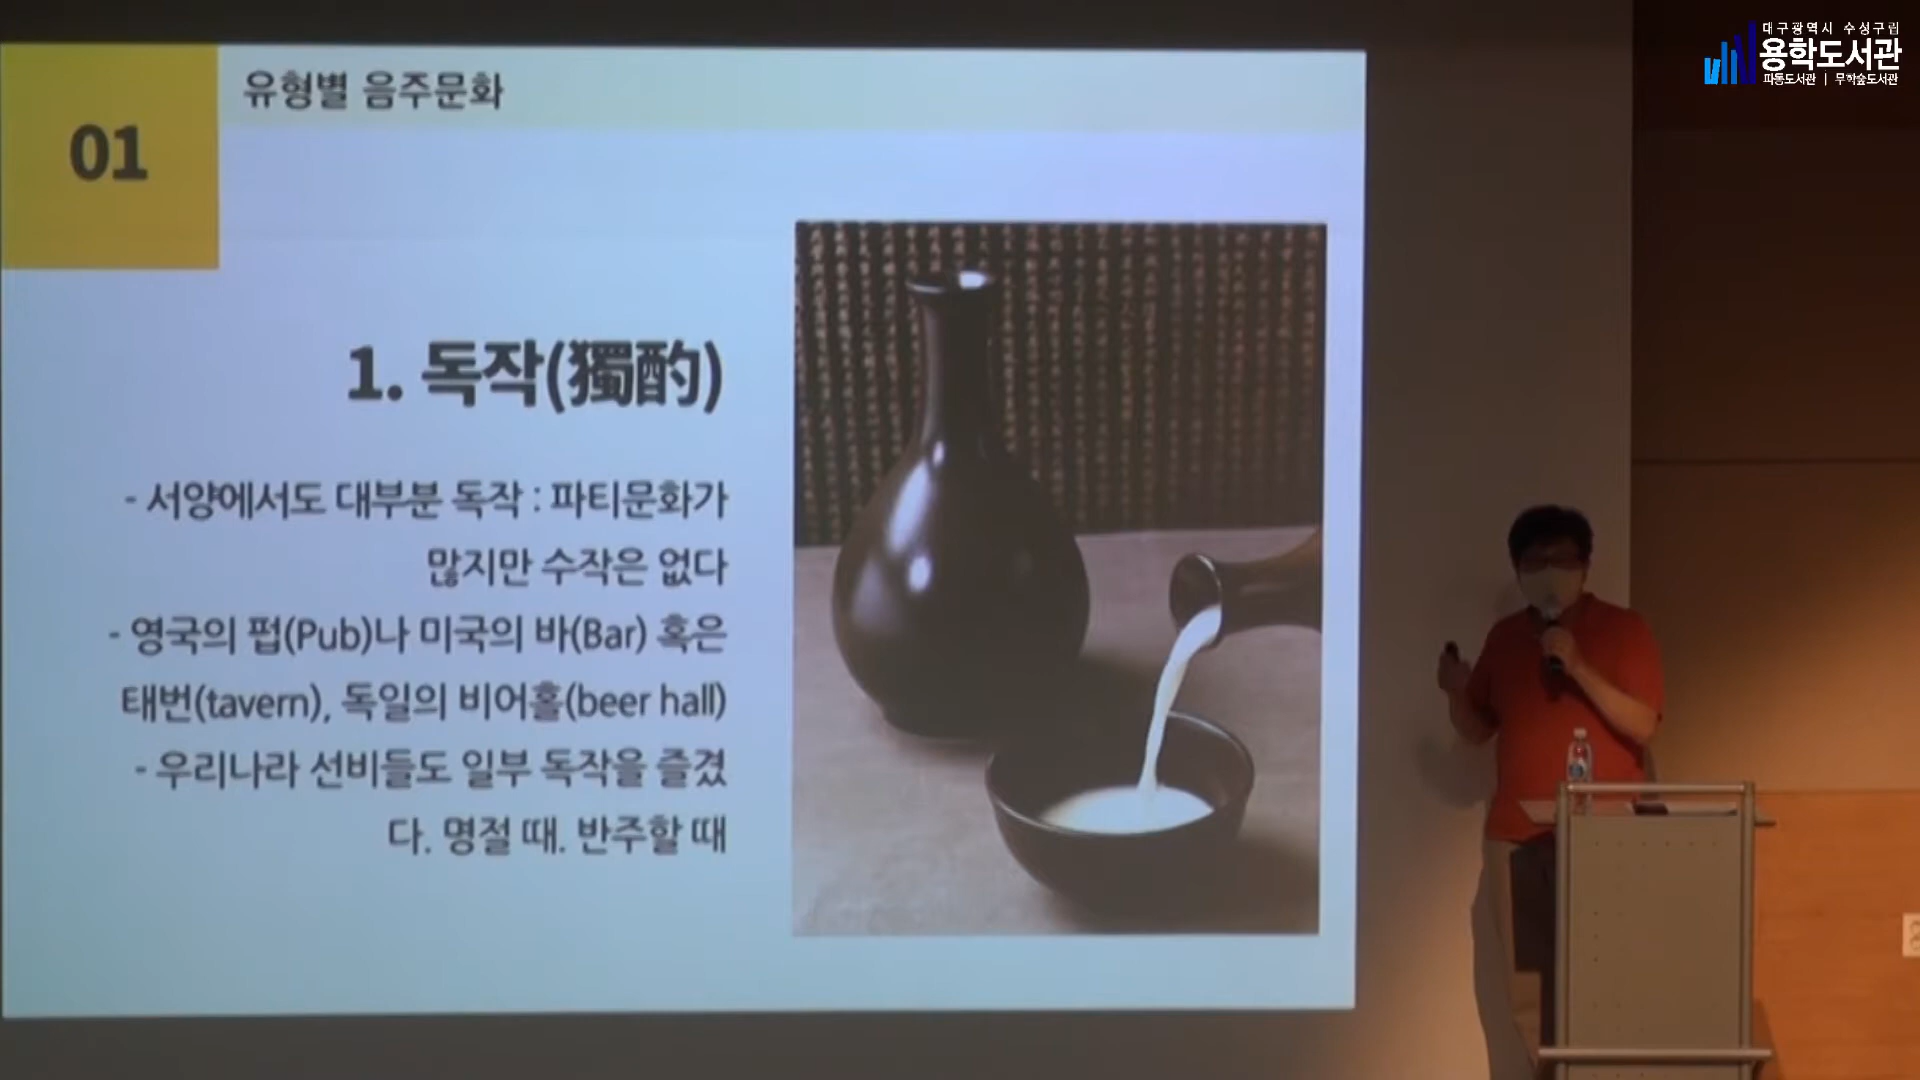 대구광역시 수성구립
용학도서관
파동도서관 | 무학숲도서관
01
유형별 음주문화
1. 독작(獨酌)
- 서양에서도 대부분 독작 : 파티문화가
많지만 수작은 없다
- 영국의 펍(Pub)나 미국의 바(Bar) 혹은
태번(tavern), 독일의 비어홀(beer hall)
- 우리나라 선비들도 일부 독작을 즐겼
다. 명절 때. 반주할 때